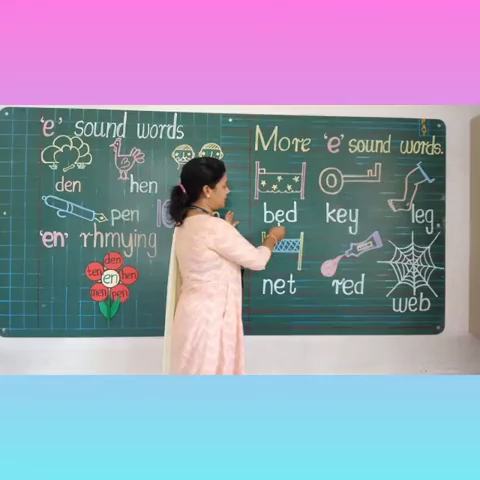 'e' sound words
den hen
pen
'en' rhmying
den
ten en hen
men pen
More 'e' sound words.
bed key leg.
net red web